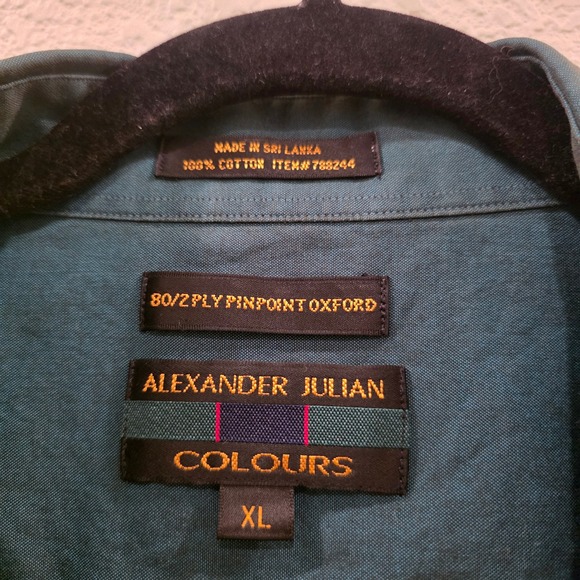 MADE IN SRI LANKA
100% COTTON ITEM# 788244
80/2 PLY PINPOINT OXFORD
ALEXANDER JULIAN
COLOURS
XL